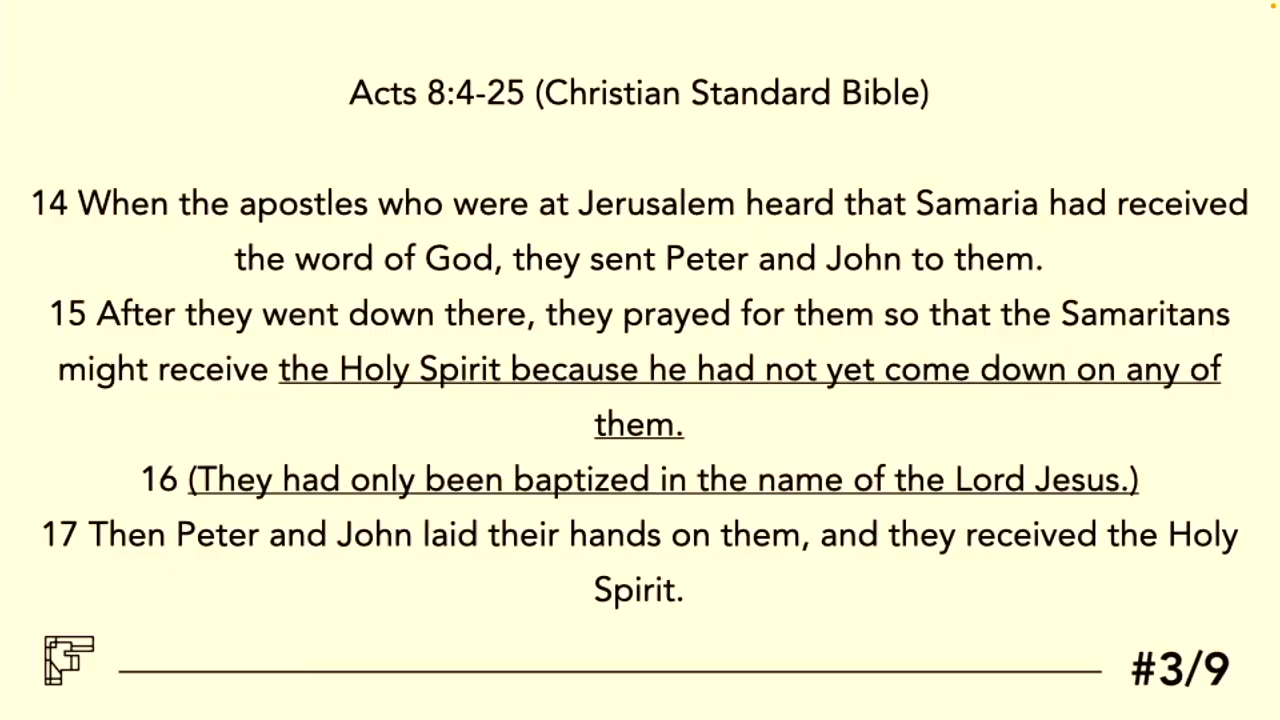 Acts 8:4-25 (Christian Standard Bible)
14 When the apostles who were at Jerusalem heard that Samaria had received
the word of God, they sent Peter and John to them.
15 After they went down there, they prayed for them so that the Samaritans
might receive the Holy Spirit because he had not yet come down on any of
them.
16 (They had only been baptized in the name of the Lord Jesus.)
17 Then Peter and John laid their hands on them, and they received the Holy
Spirit.
#3/9